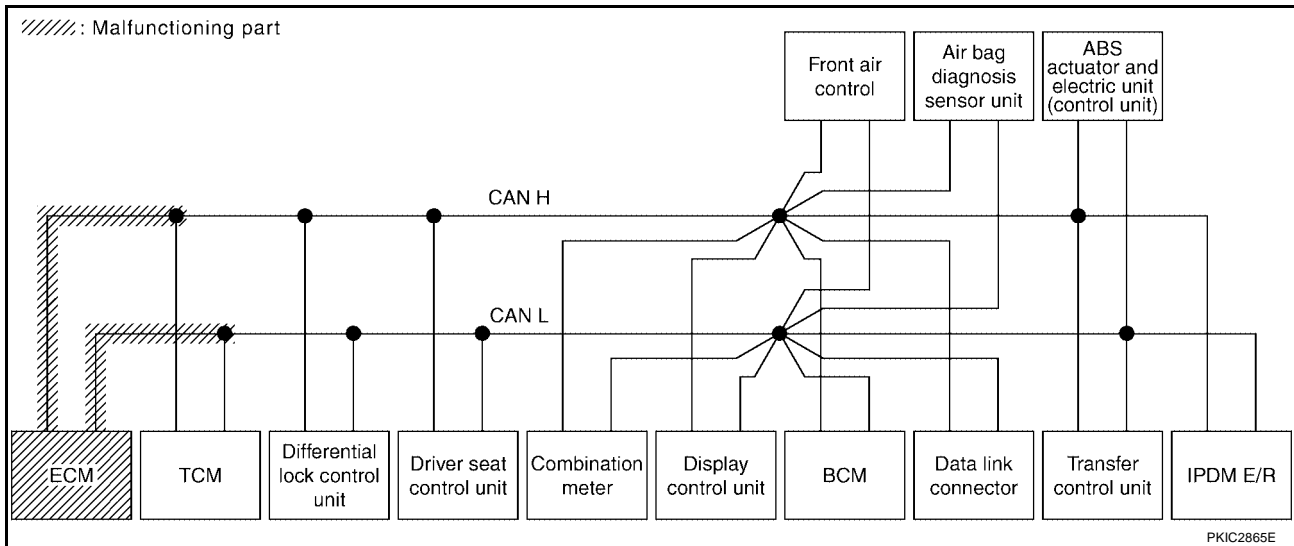 : Malfunctioning part
Front air
control
Air bag
diagnosis
sensor unit
ABS
actuator and
electric unit
(control unit)
CAN H
CAN L
ECM
TCM
Differential
lock control
unit
Driver seat
control unit
Combination
meter
Display
control unit
BCM
Data link
connector
Transfer
control unit
IPDM E/R
PKIC2865E